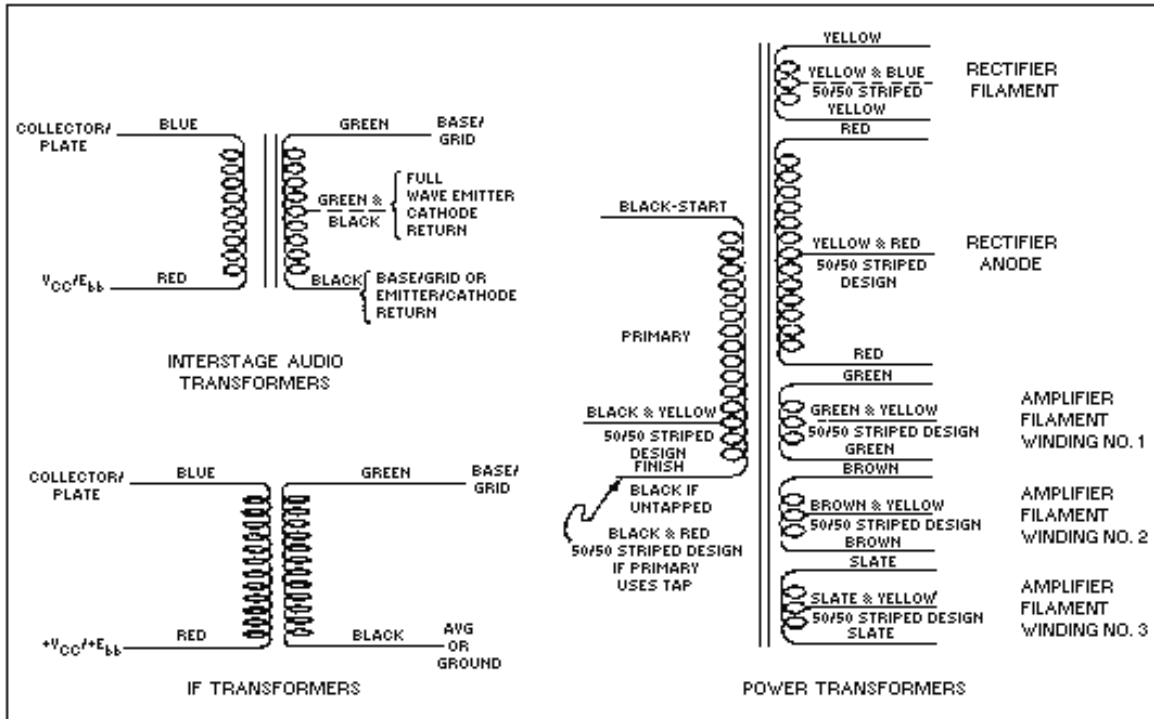 COLLECTOR/
PLATE
BLUE
GREEN
BASE/
GRID
GREEN &
BLACK
FULL
WAVE EMITTER
CATHODE
RETURN
VCC/Ebb
RED
BLACK
BASE/GRID OR
EMITTER/CATHODE
RETURN
INTERSTAGE AUDIO
TRANSFORMERS
COLLECTOR/
PLATE
BLUE
GREEN
BASE/
GRID
+VCC/+Ebb
RED
BLACK
AVG
OR
GROUND
IF TRANSFORMERS
BLACK-START
PRIMARY
BLACK & YELLOW
50/50 STRIPED
DESIGN
FINISH
BLACK IF
UNTAPPED
BLACK & RED
50/50 STRIPED DESIGN
IF PRIMARY
USES TAP
YELLOW
YELLOW & BLUE
50/50 STRIPED
YELLOW
RECTIFIER
FILAMENT
RED
YELLOW & RED
50/50 STRIPED
DESIGN
RED
RECTIFIER
ANODE
GREEN
GREEN & YELLOW
50/50 STRIPED DESIGN
GREEN
AMPLIFIER
FILAMENT
WINDING NO. 1
BROWN
BROWN & YELLOW
50/50 STRIPED DESIGN
BROWN
AMPLIFIER
FILAMENT
WINDING NO. 2
SLATE
SLATE & YELLOW
50/50 STRIPED DESIGN
SLATE
AMPLIFIER
FILAMENT
WINDING NO. 3
POWER TRANSFORMERS